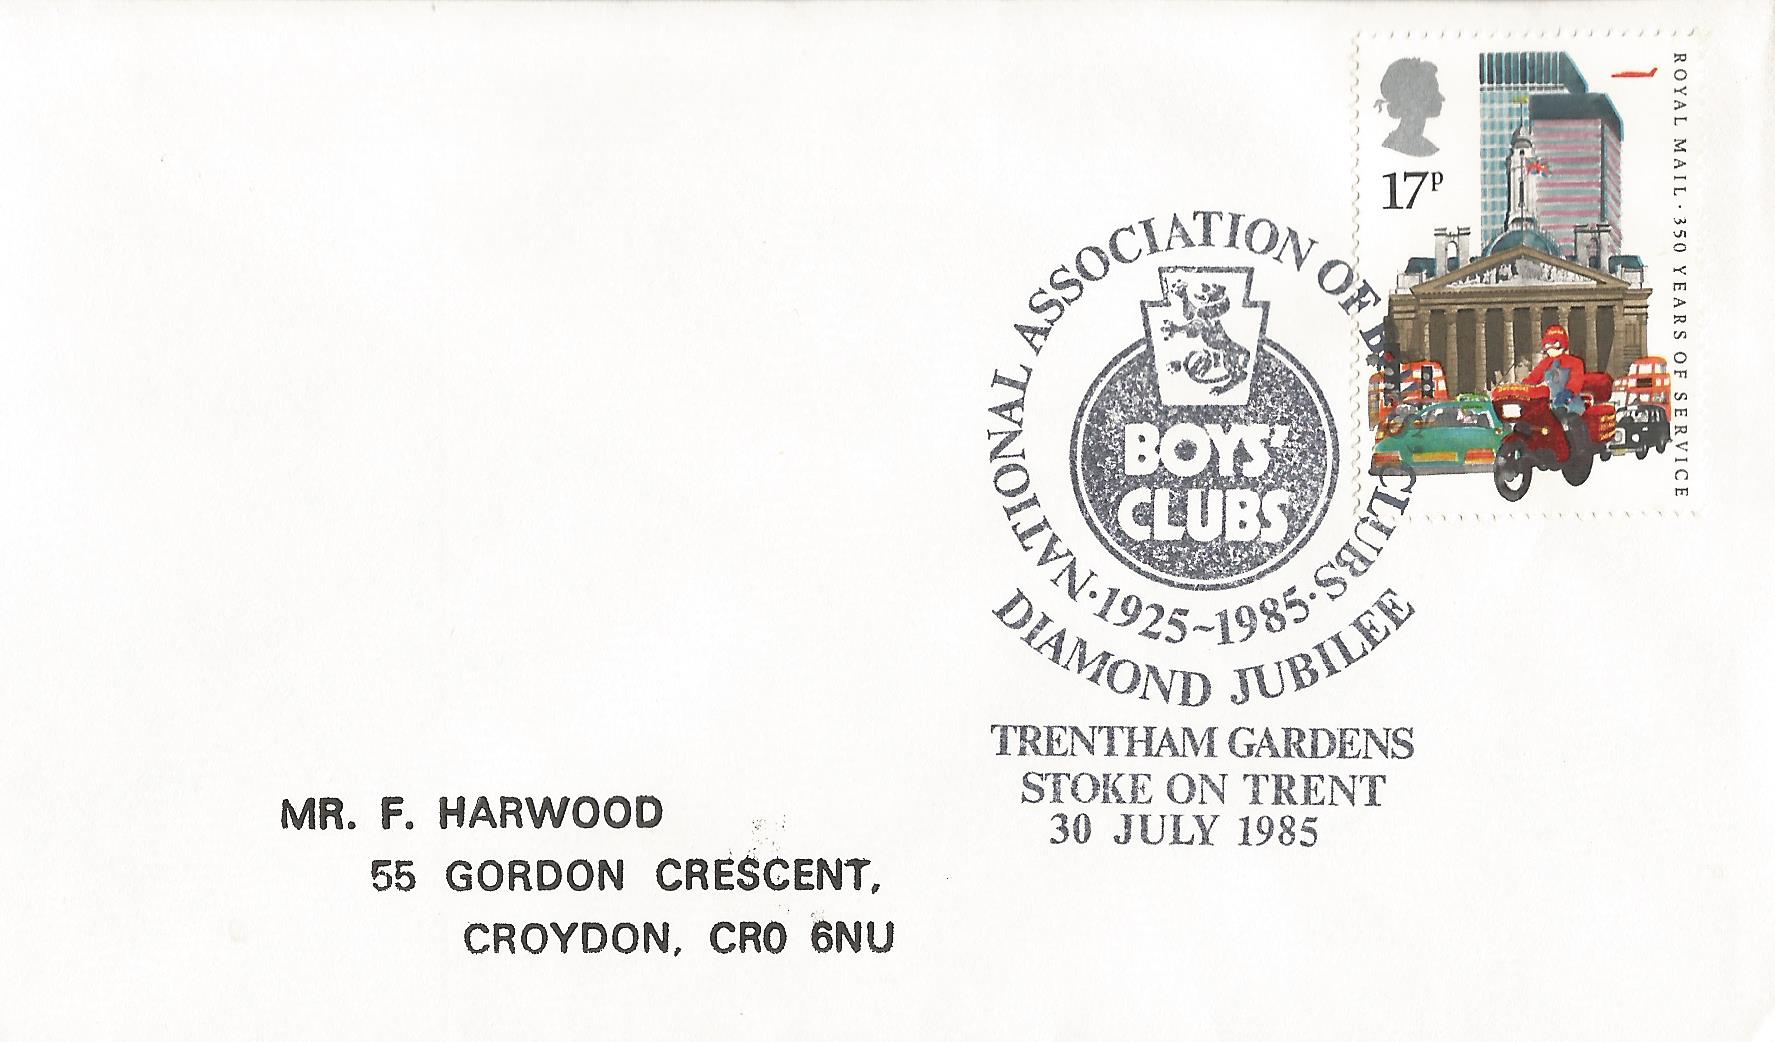 17P
ROYAL MAIL · 350 YEARS OF SERVICE
NATIONAL ASSOCIATION OF BOYS' CLUBS
BOYS'
CLUBS
· 1925~1985 ·
DIAMOND JUBILEE
TRENTHAM GARDENS
STOKE ON TRENT
30 JULY 1985
MR. F. HARWOOD
55 GORDON CRESCENT,
CROYDON, CR0 6NU